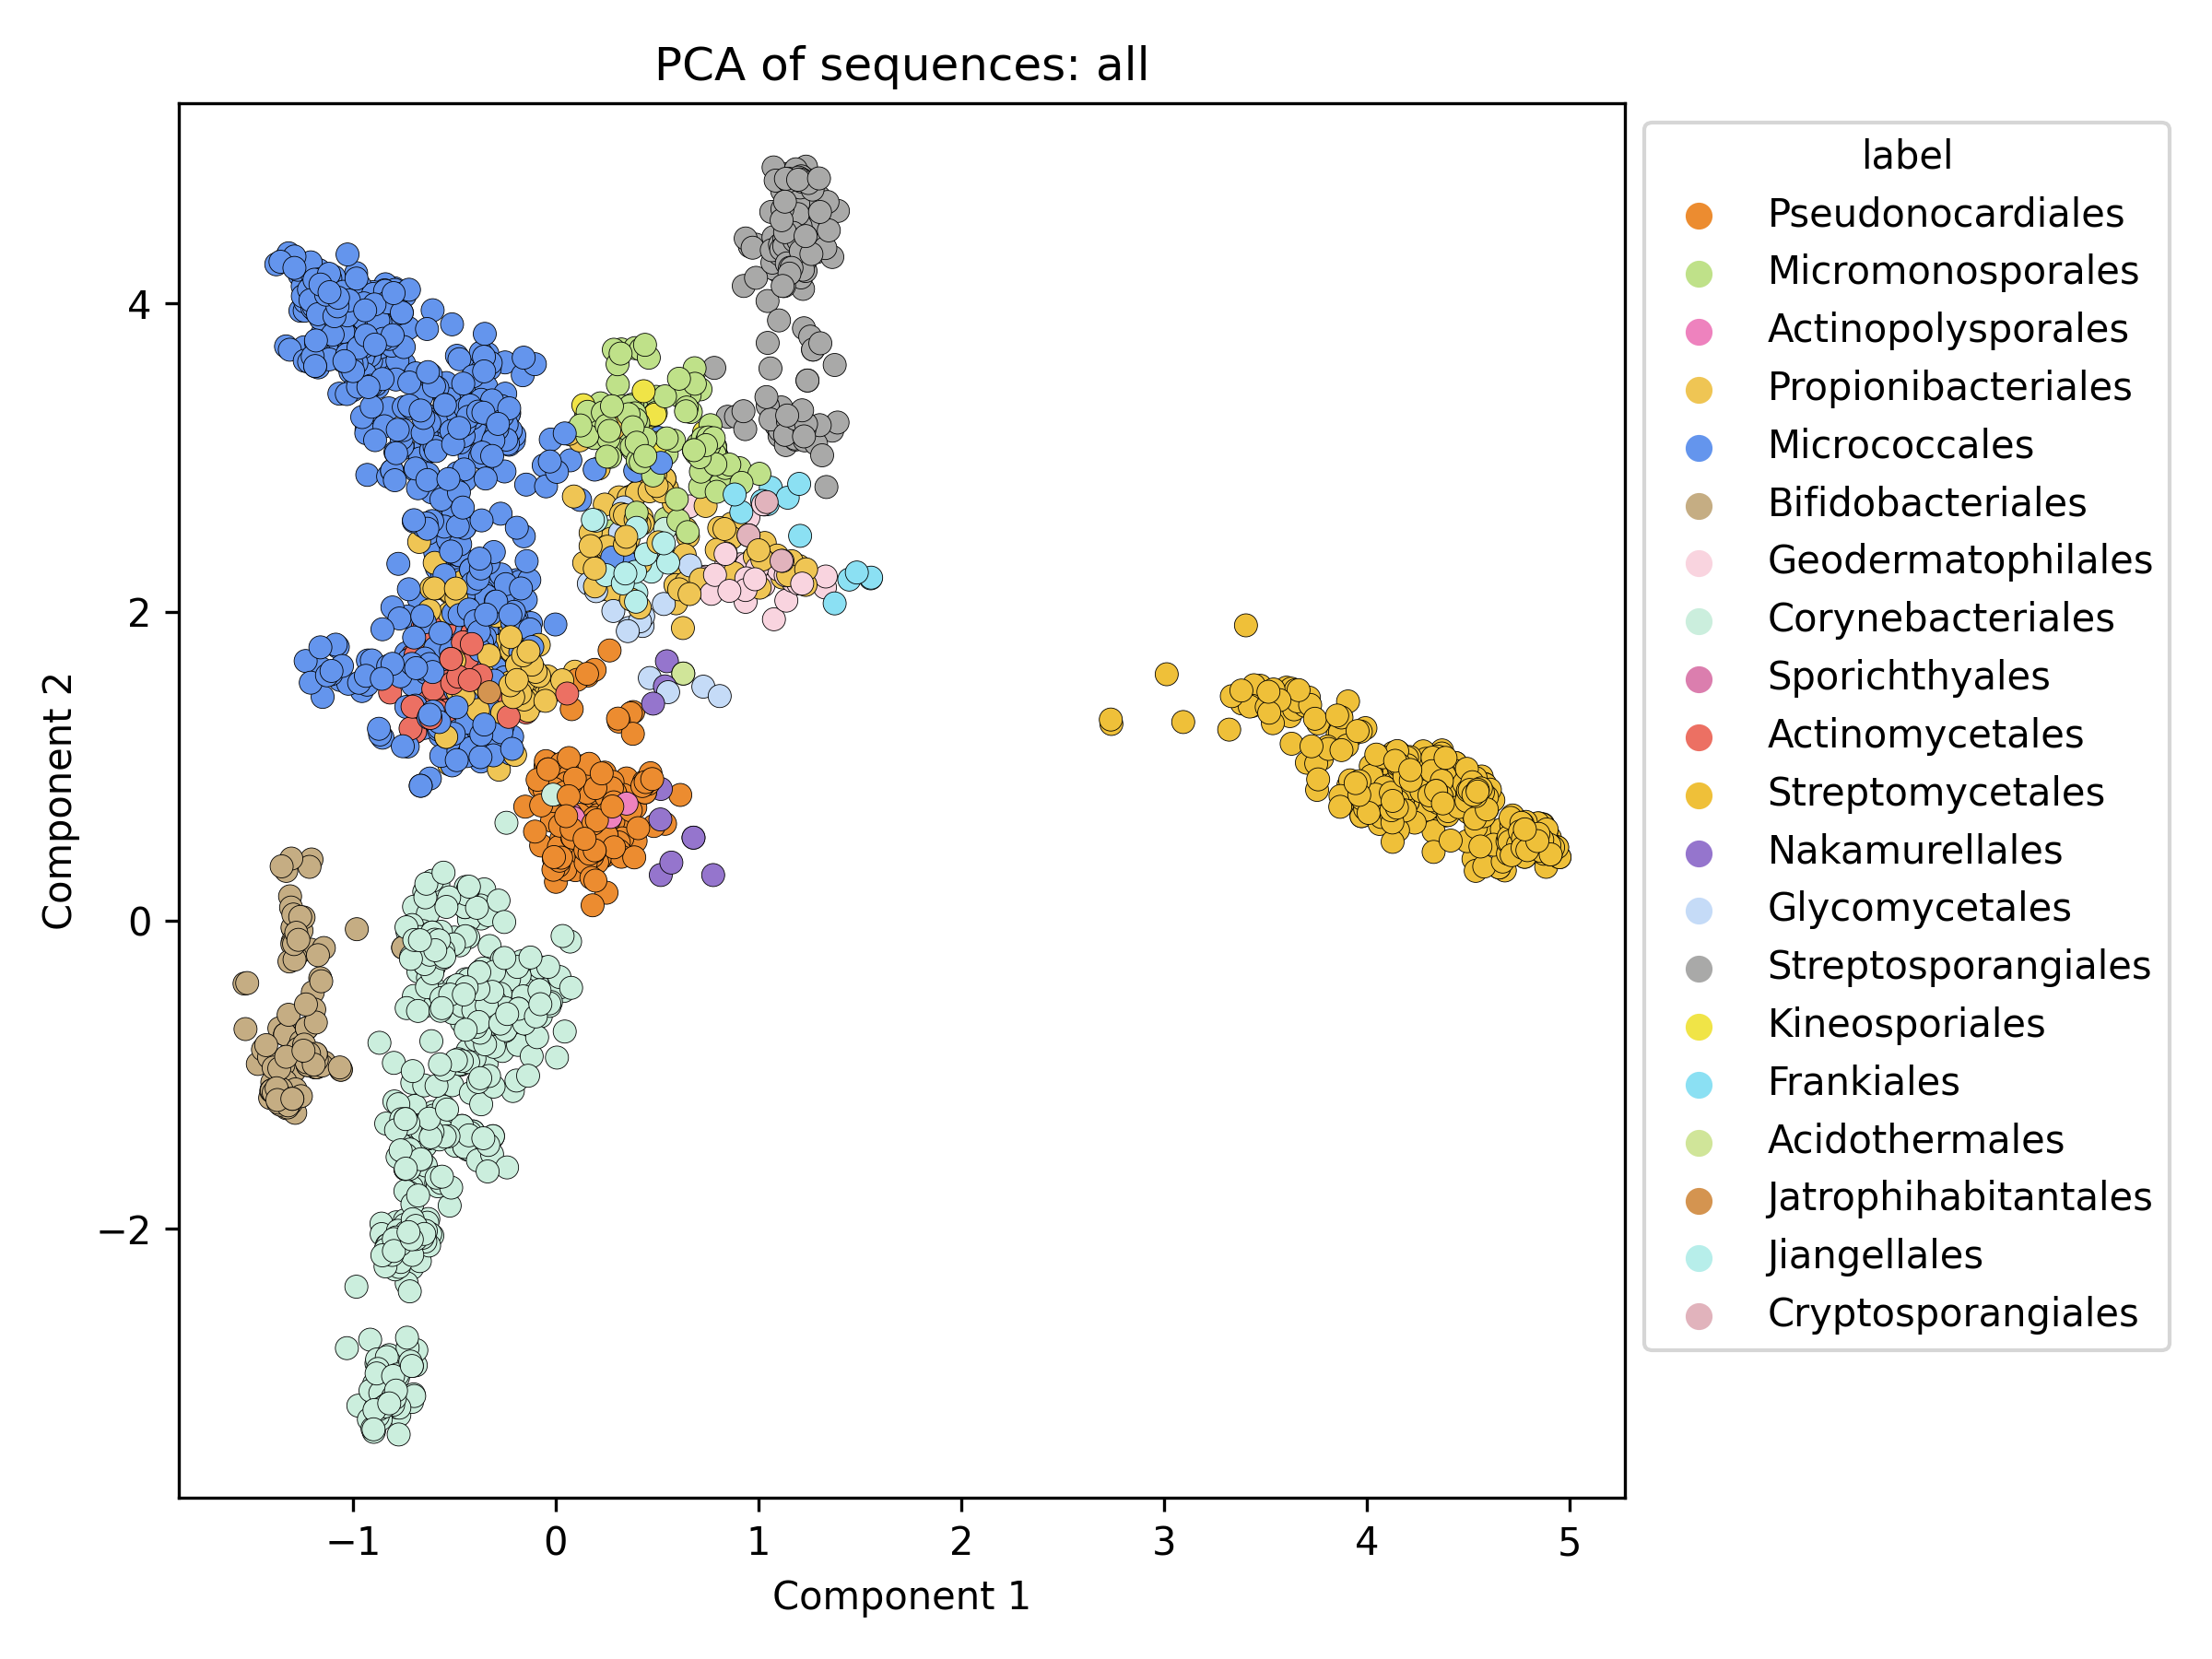 PCA of sequences: all
label
Pseudonocardiales
Micromonosporales
Actinopolysporales
Propionibacteriales
Micrococcales
Bifidobacteriales
Geodermatophilales
Corynebacteriales
Sporichthyales
Actinomycetales
Streptomycetales
Nakamurellales
Glycomycetales
Streptosporangiales
Kineosporiales
Frankiales
Acidothermales
Jatrophihabitantales
Jiangellales
Cryptosporangiales
Component 2
4
2
0
−2
−1 0 1 2 3 4 5
Component 1